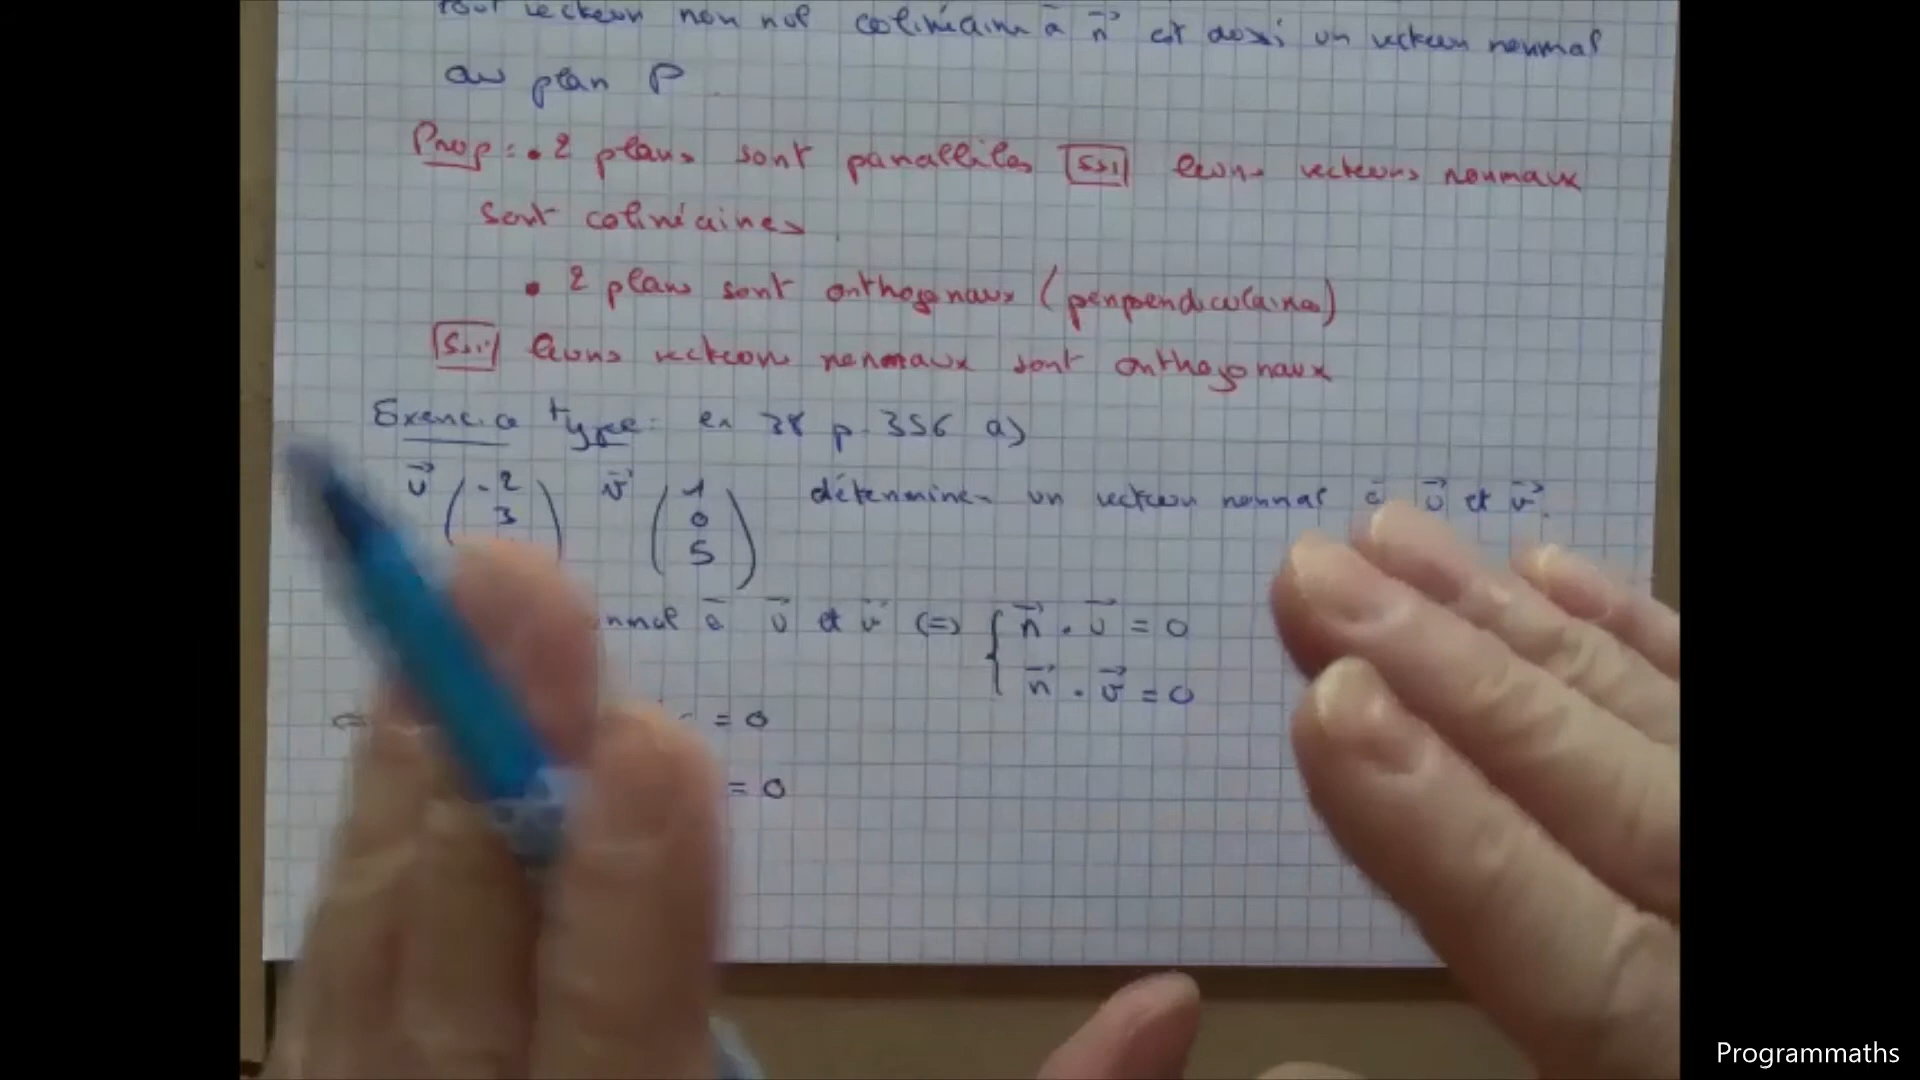 tout vecteur non nul colinéaire à n est aussi un vecteur normal
au plan P
Prop : • 2 plans sont parallèles ssi leurs vecteurs normaux
sont colinéaires
• 2 plans sont orthogonaux (perpendiculaires)
ssi leurs vecteurs normaux sont orthogonaux
Exercice type : ex 38 p 356 a)
u ( -2 v ( 1 déterminer un vecteur normal à u et v.
3 0
5 )
à u et v <=> { n . u = 0
n . v = 0
= 0
= 0
Programmaths